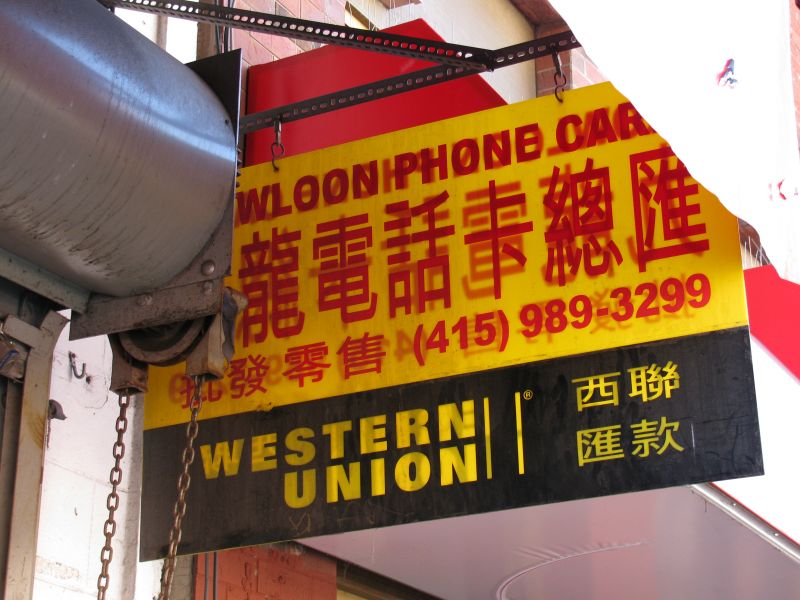 WLOON PHONE CAR
龍電話卡總匯
批發零售 (415) 989-3299
WESTERN UNION ®
西聯匯款